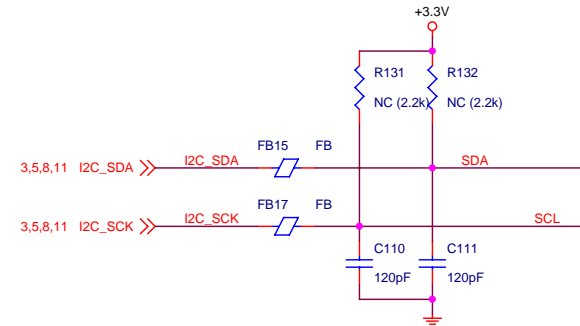 +3.3V
R131
R132
NC (2.2k)
NC (2.2k)
FB15
FB
3,5,8,11
I2C_SDA
I2C_SDA
SDA
FB17
FB
3,5,8,11
I2C_SCK
I2C_SCK
SCL
C110
C111
120pF
120pF